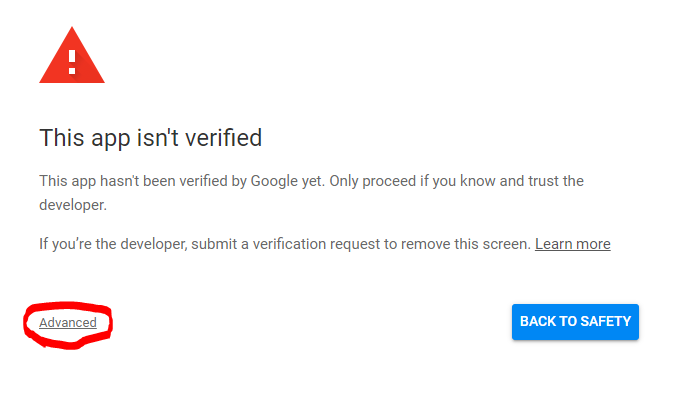 This app isn't verified
This app hasn't been verified by Google yet. Only proceed if you know and trust the
developer.
If you’re the developer, submit a verification request to remove this screen. Learn more
Advanced
BACK TO SAFETY